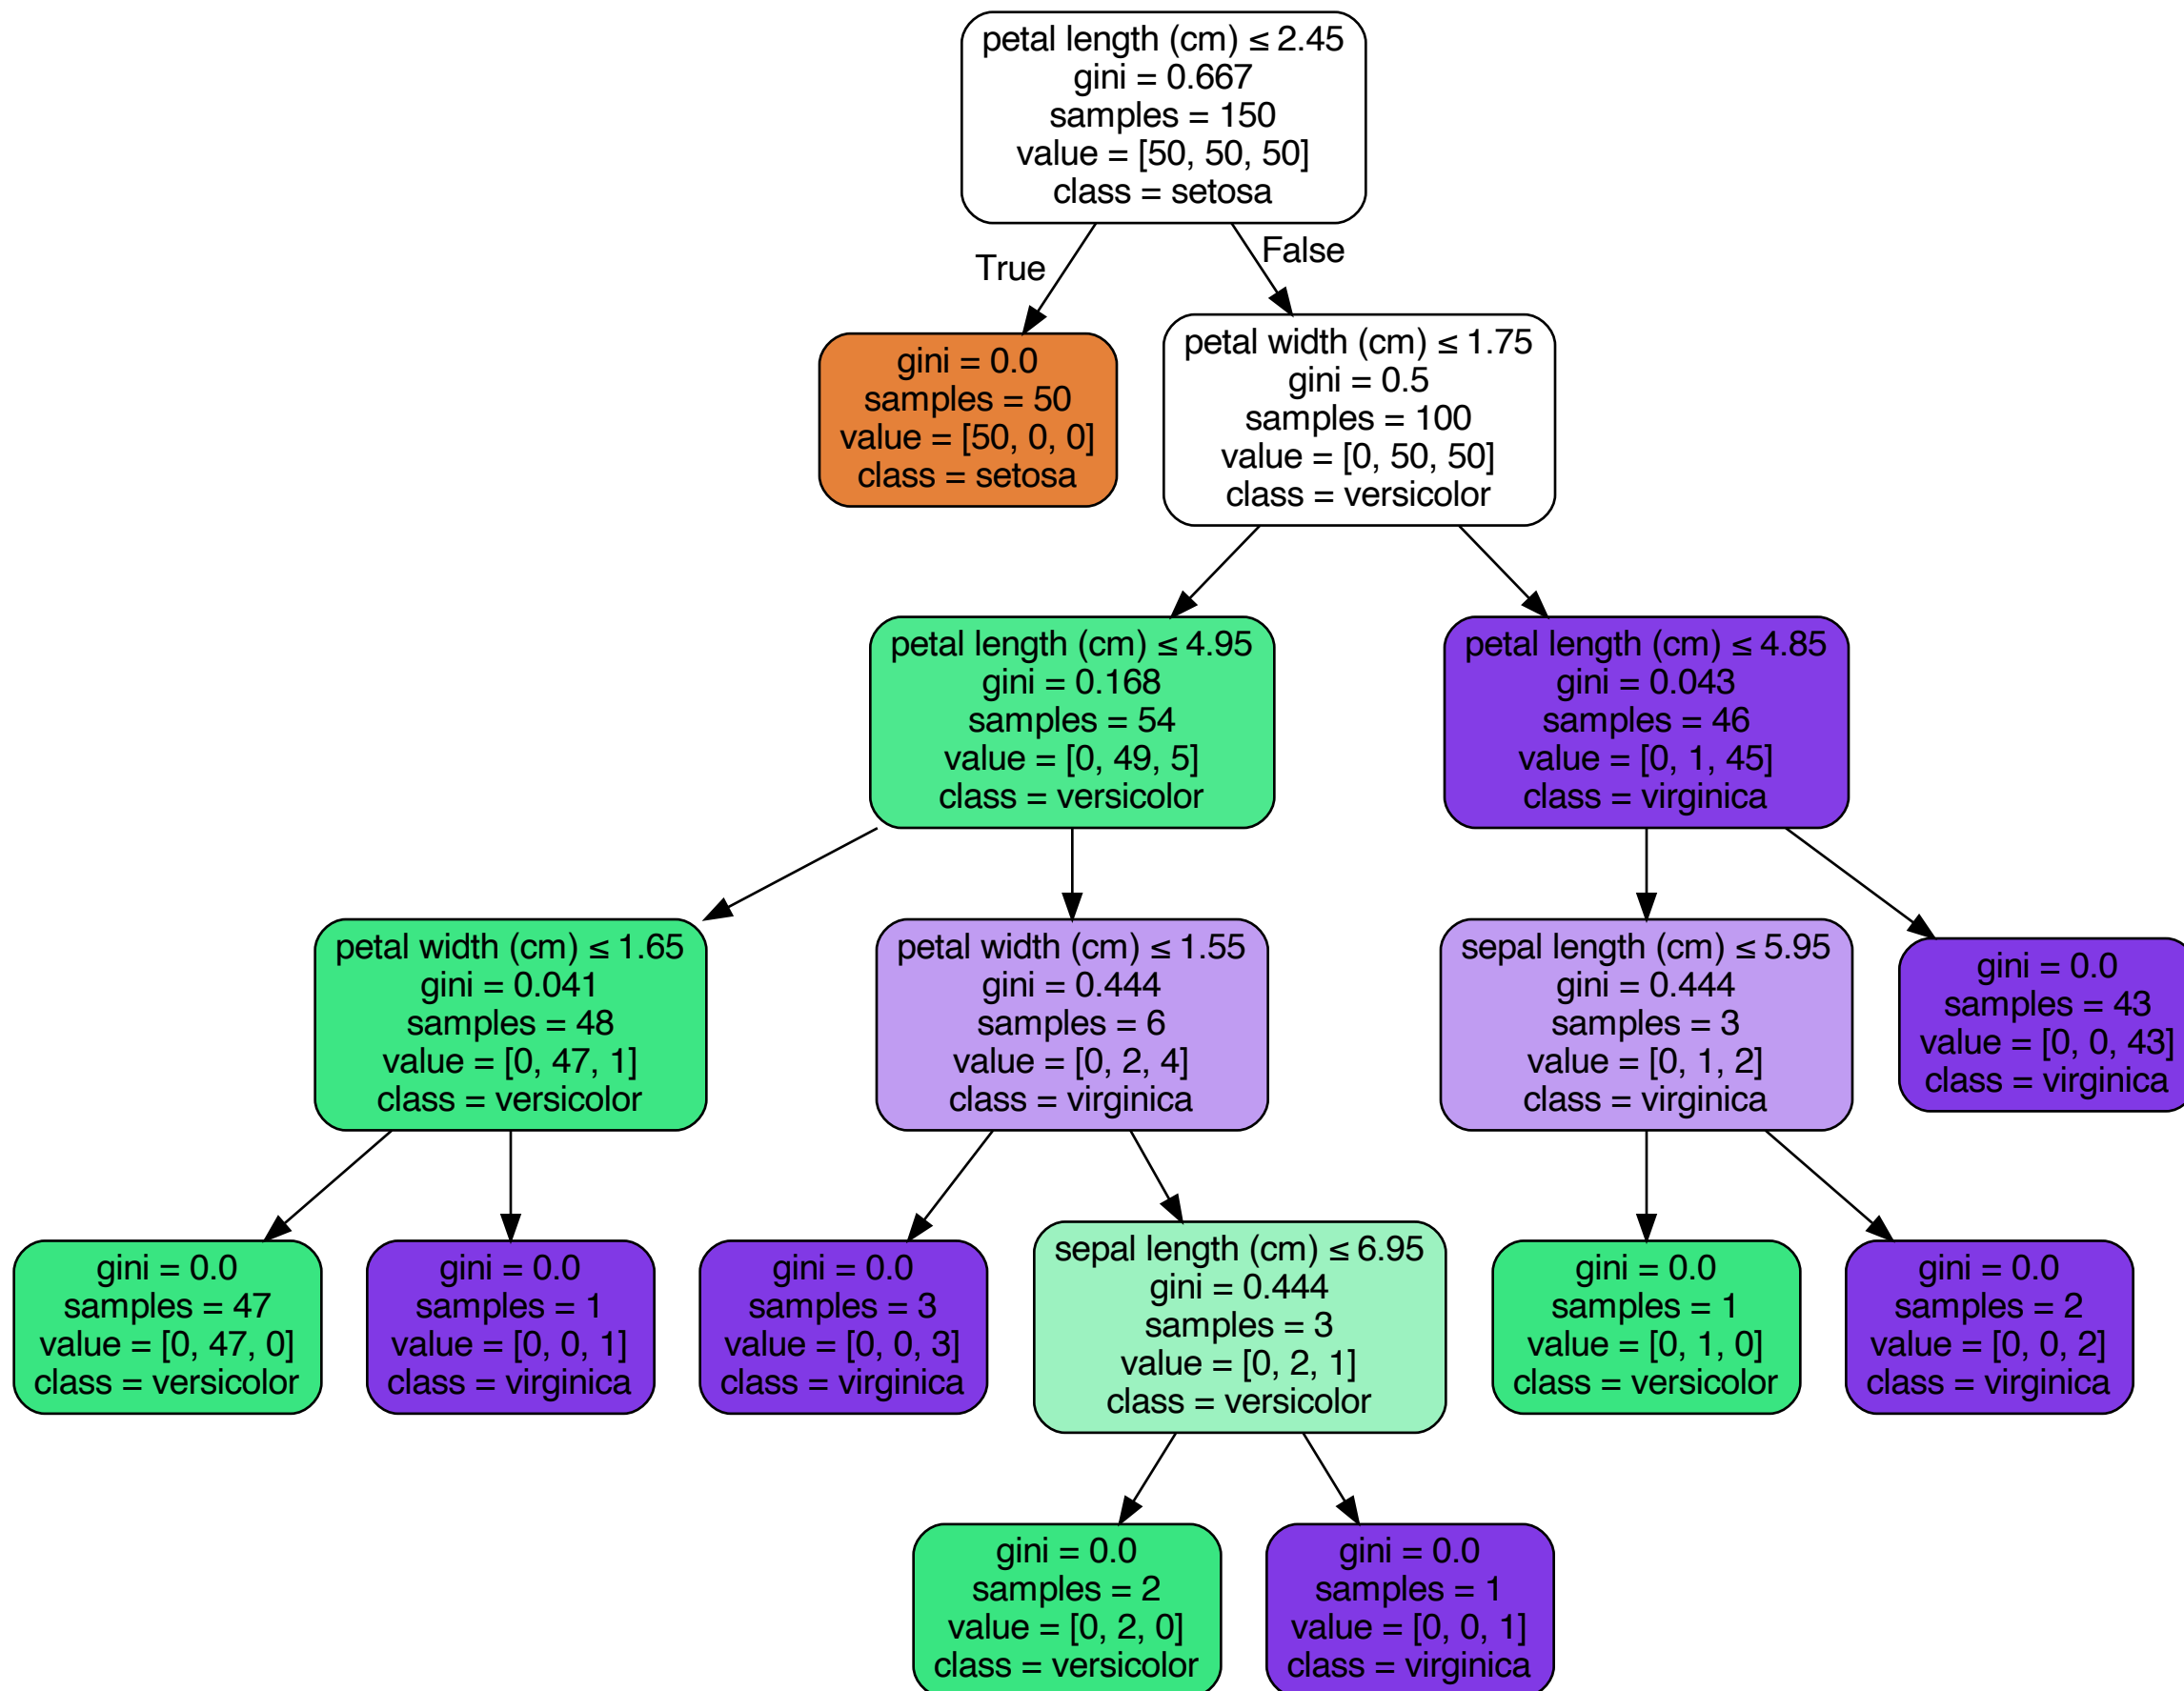 petal length (cm) ≤ 2.45
gini = 0.667
samples = 150
value = [50, 50, 50]
class = setosa
True
False
gini = 0.0
samples = 50
value = [50, 0, 0]
class = setosa
petal width (cm) ≤ 1.75
gini = 0.5
samples = 100
value = [0, 50, 50]
class = versicolor
petal length (cm) ≤ 4.95
gini = 0.168
samples = 54
value = [0, 49, 5]
class = versicolor
petal length (cm) ≤ 4.85
gini = 0.043
samples = 46
value = [0, 1, 45]
class = virginica
petal width (cm) ≤ 1.65
gini = 0.041
samples = 48
value = [0, 47, 1]
class = versicolor
petal width (cm) ≤ 1.55
gini = 0.444
samples = 6
value = [0, 2, 4]
class = virginica
sepal length (cm) ≤ 5.95
gini = 0.444
samples = 3
value = [0, 1, 2]
class = virginica
gini = 0.0
samples = 43
value = [0, 0, 43]
class = virginica
gini = 0.0
samples = 47
value = [0, 47, 0]
class = versicolor
gini = 0.0
samples = 1
value = [0, 0, 1]
class = virginica
gini = 0.0
samples = 3
value = [0, 0, 3]
class = virginica
sepal length (cm) ≤ 6.95
gini = 0.444
samples = 3
value = [0, 2, 1]
class = versicolor
gini = 0.0
samples = 1
value = [0, 1, 0]
class = versicolor
gini = 0.0
samples = 2
value = [0, 0, 2]
class = virginica
gini = 0.0
samples = 2
value = [0, 2, 0]
class = versicolor
gini = 0.0
samples = 1
value = [0, 0, 1]
class = virginica